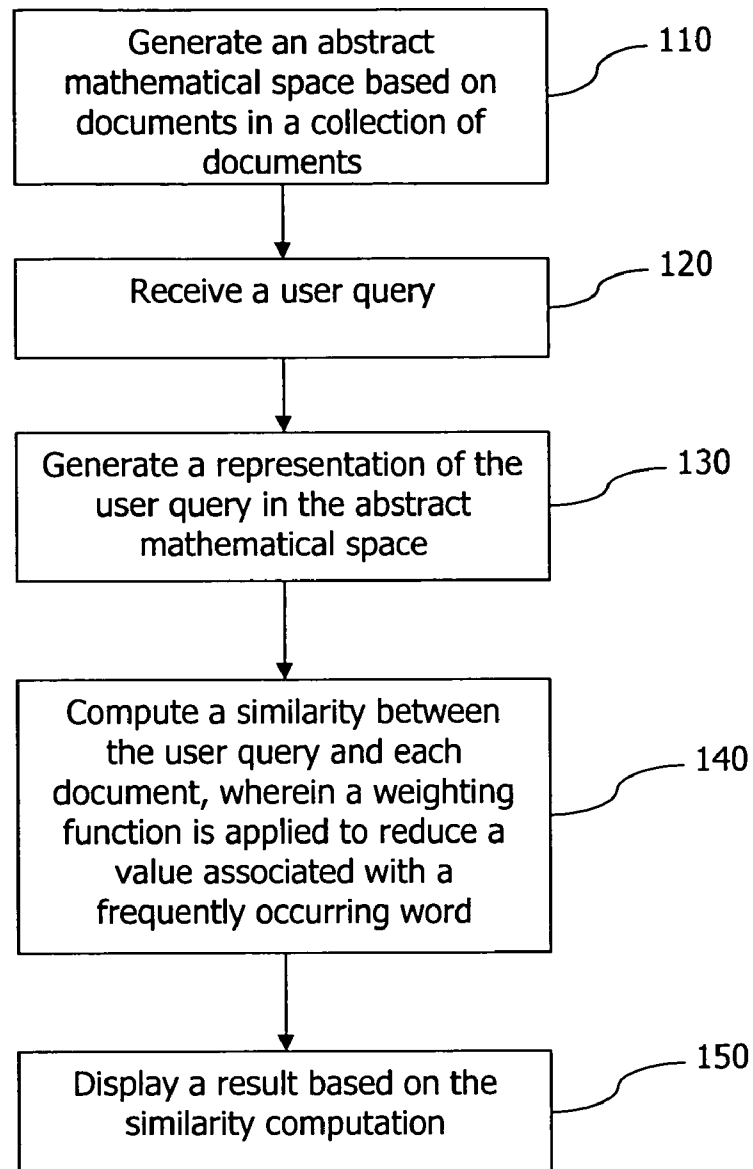 Generate an abstract
mathematical space based on
documents in a collection of
documents
110
Receive a user query
120
Generate a representation of the
user query in the abstract
mathematical space
130
Compute a similarity between
the user query and each
document, wherein a weighting
function is applied to reduce a
value associated with a
frequently occurring word
140
Display a result based on the
similarity computation
150